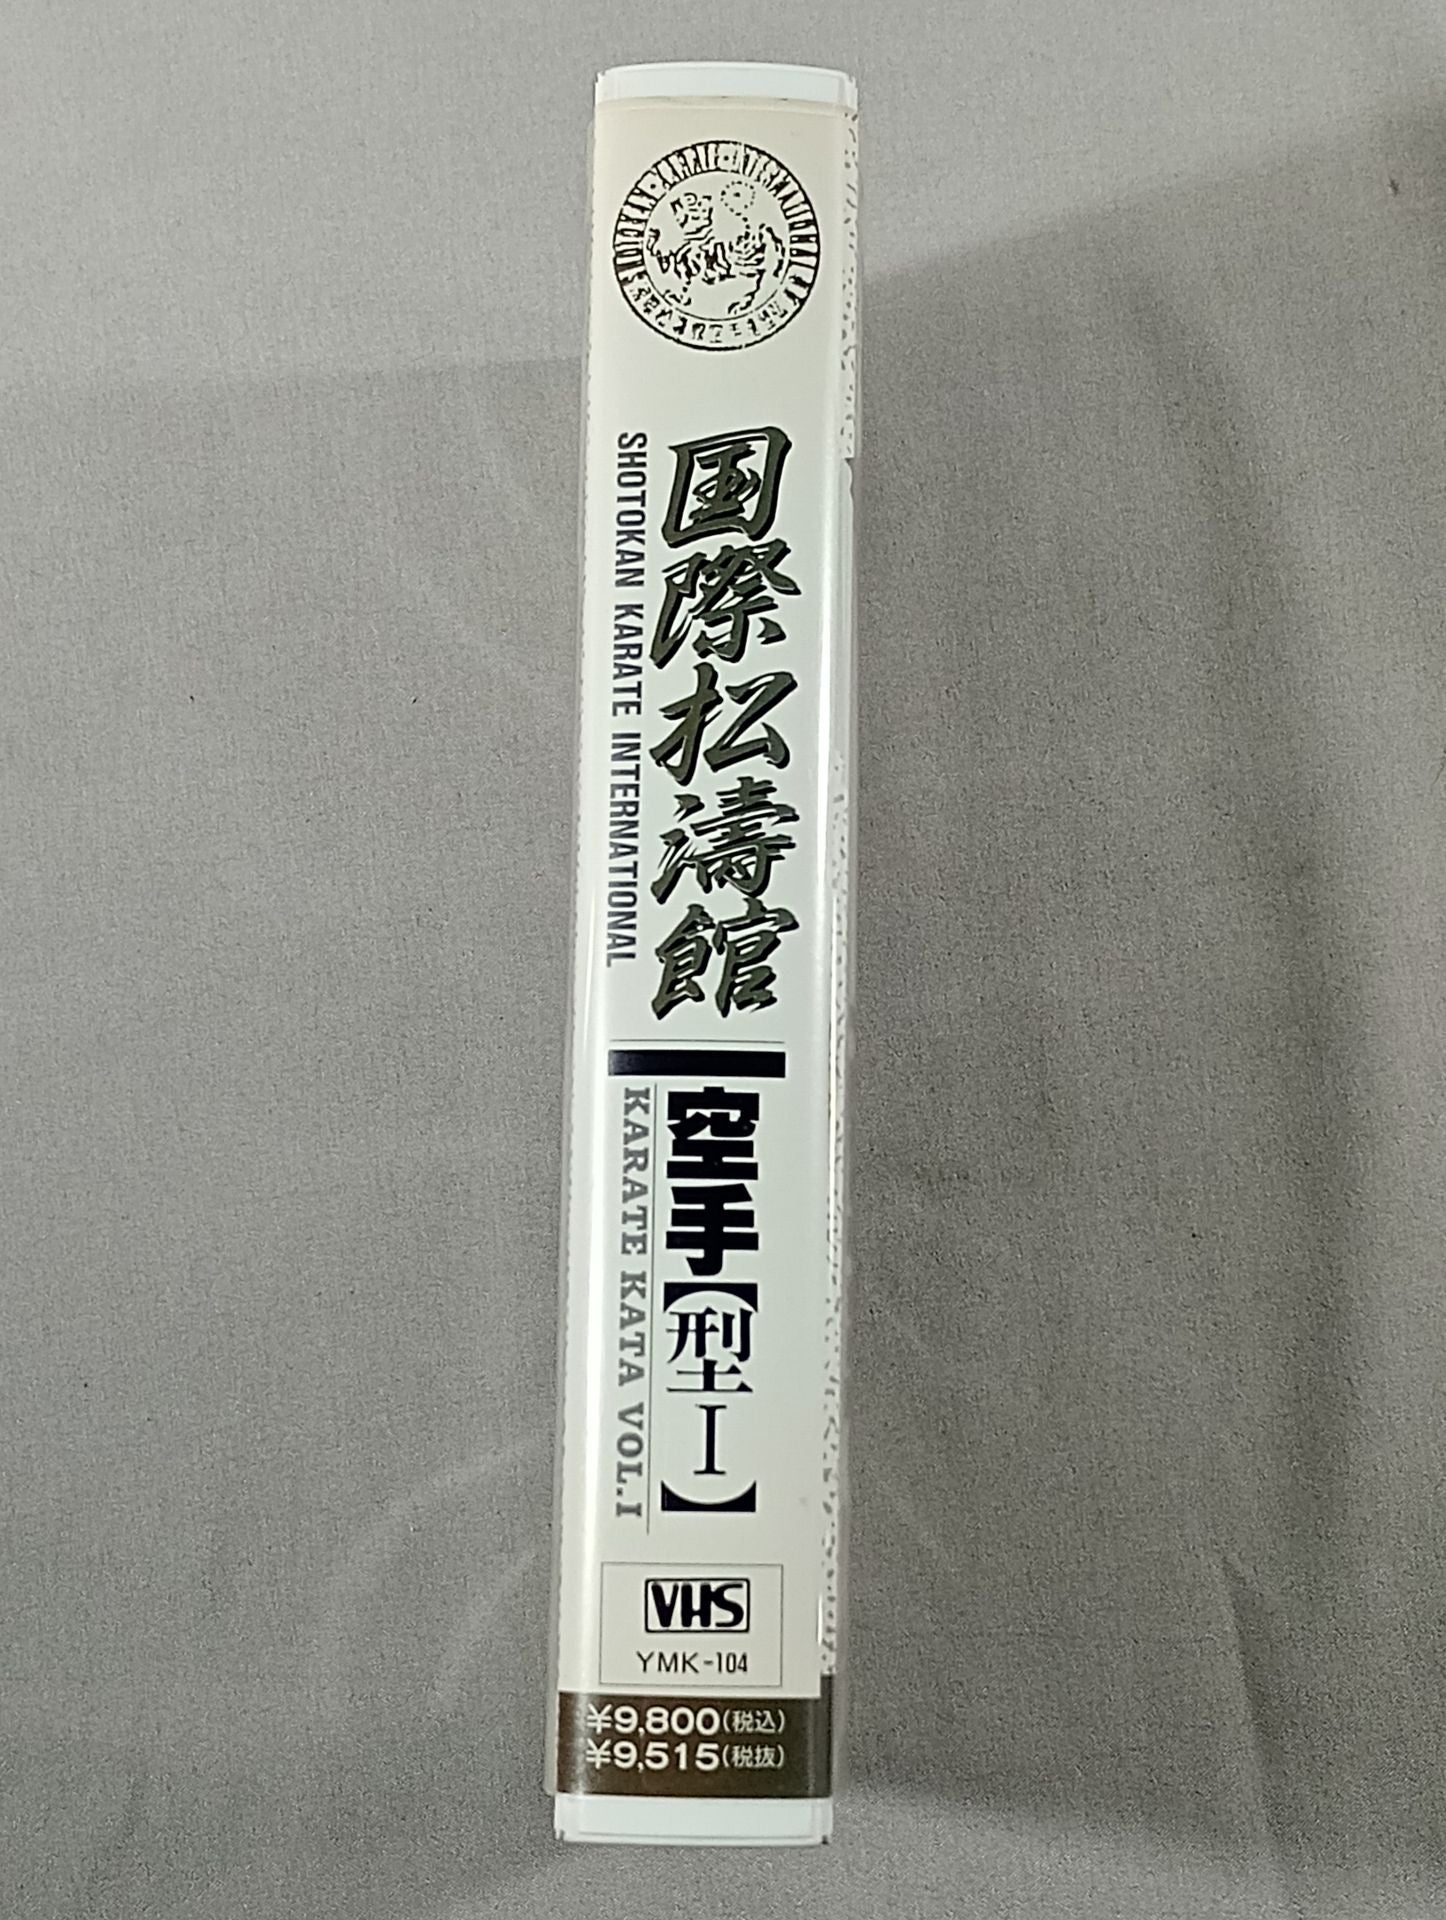 国際松濤館
SHOTOKAN KARATE INTERNATIONAL
空手【型I】
KARATE KATA VOL.I
VHS
YMK-104
¥9,800(税込)
¥9,515(税抜)